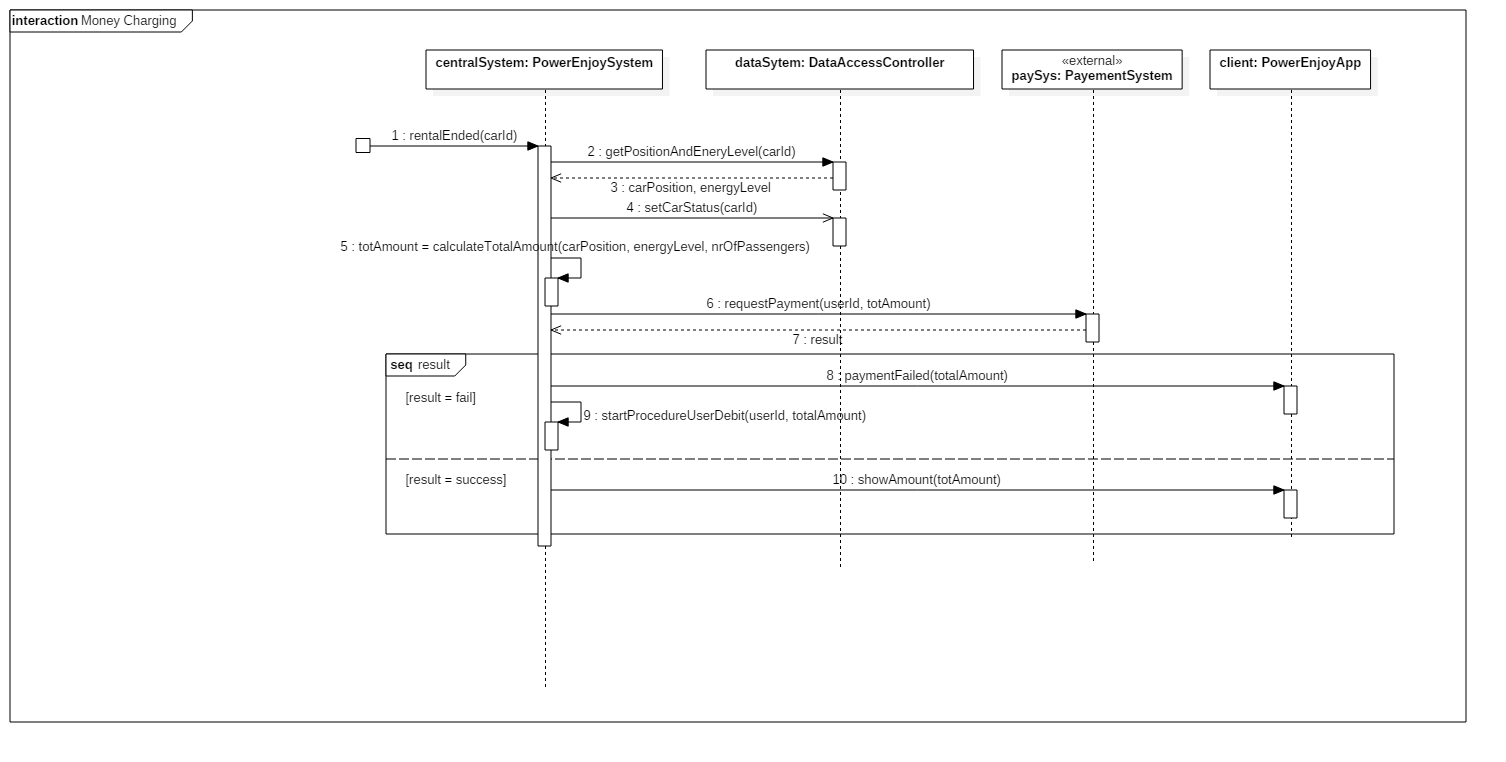 interaction Money Charging
centralSystem: PowerEnjoySystem
dataSytem: DataAccessController
«external»
paySys: PayementSystem
client: PowerEnjoyApp
1 : rentalEnded(carId)
2 : getPositionAndEneryLevel(carId)
3 : carPosition, energyLevel
4 : setCarStatus(carId)
5 : totAmount = calculateTotalAmount(carPosition, energyLevel, nrOfPassengers)
6 : requestPayment(userId, totAmount)
7 : result
seq result
8 : paymentFailed(totalAmount)
[result = fail]
9 : startProcedureUserDebit(userId, totalAmount)
[result = success]
10 : showAmount(totAmount)